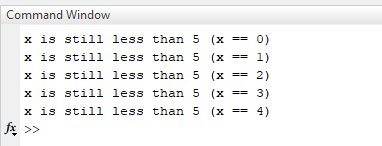 Command Window
x is still less than 5 (x == 0)
x is still less than 5 (x == 1)
x is still less than 5 (x == 2)
x is still less than 5 (x == 3)
x is still less than 5 (x == 4)
fx >>